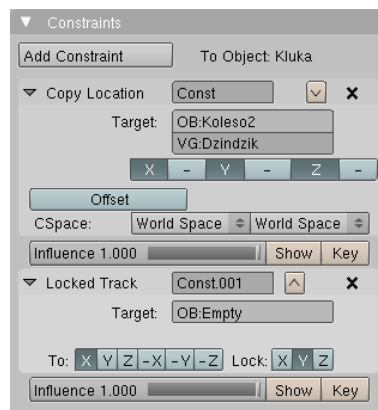 Constraints
Add Constraint To Object: Kluka
Copy Location Const
Target: OB:Koleso2
VG:Dzindzik
X - Y - Z -
Offset
CSpace: World Space World Space
Influence 1.000 Show Key
Locked Track Const.001
Target: OB:Empty
To: X Y Z -X -Y -Z Lock: X Y Z
Influence 1.000 Show Key